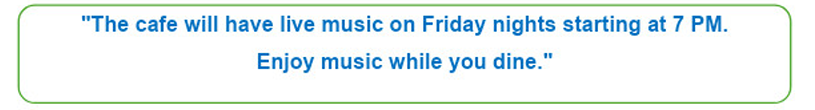 "The cafe will have live music on Friday nights starting at 7 PM.
Enjoy music while you dine."